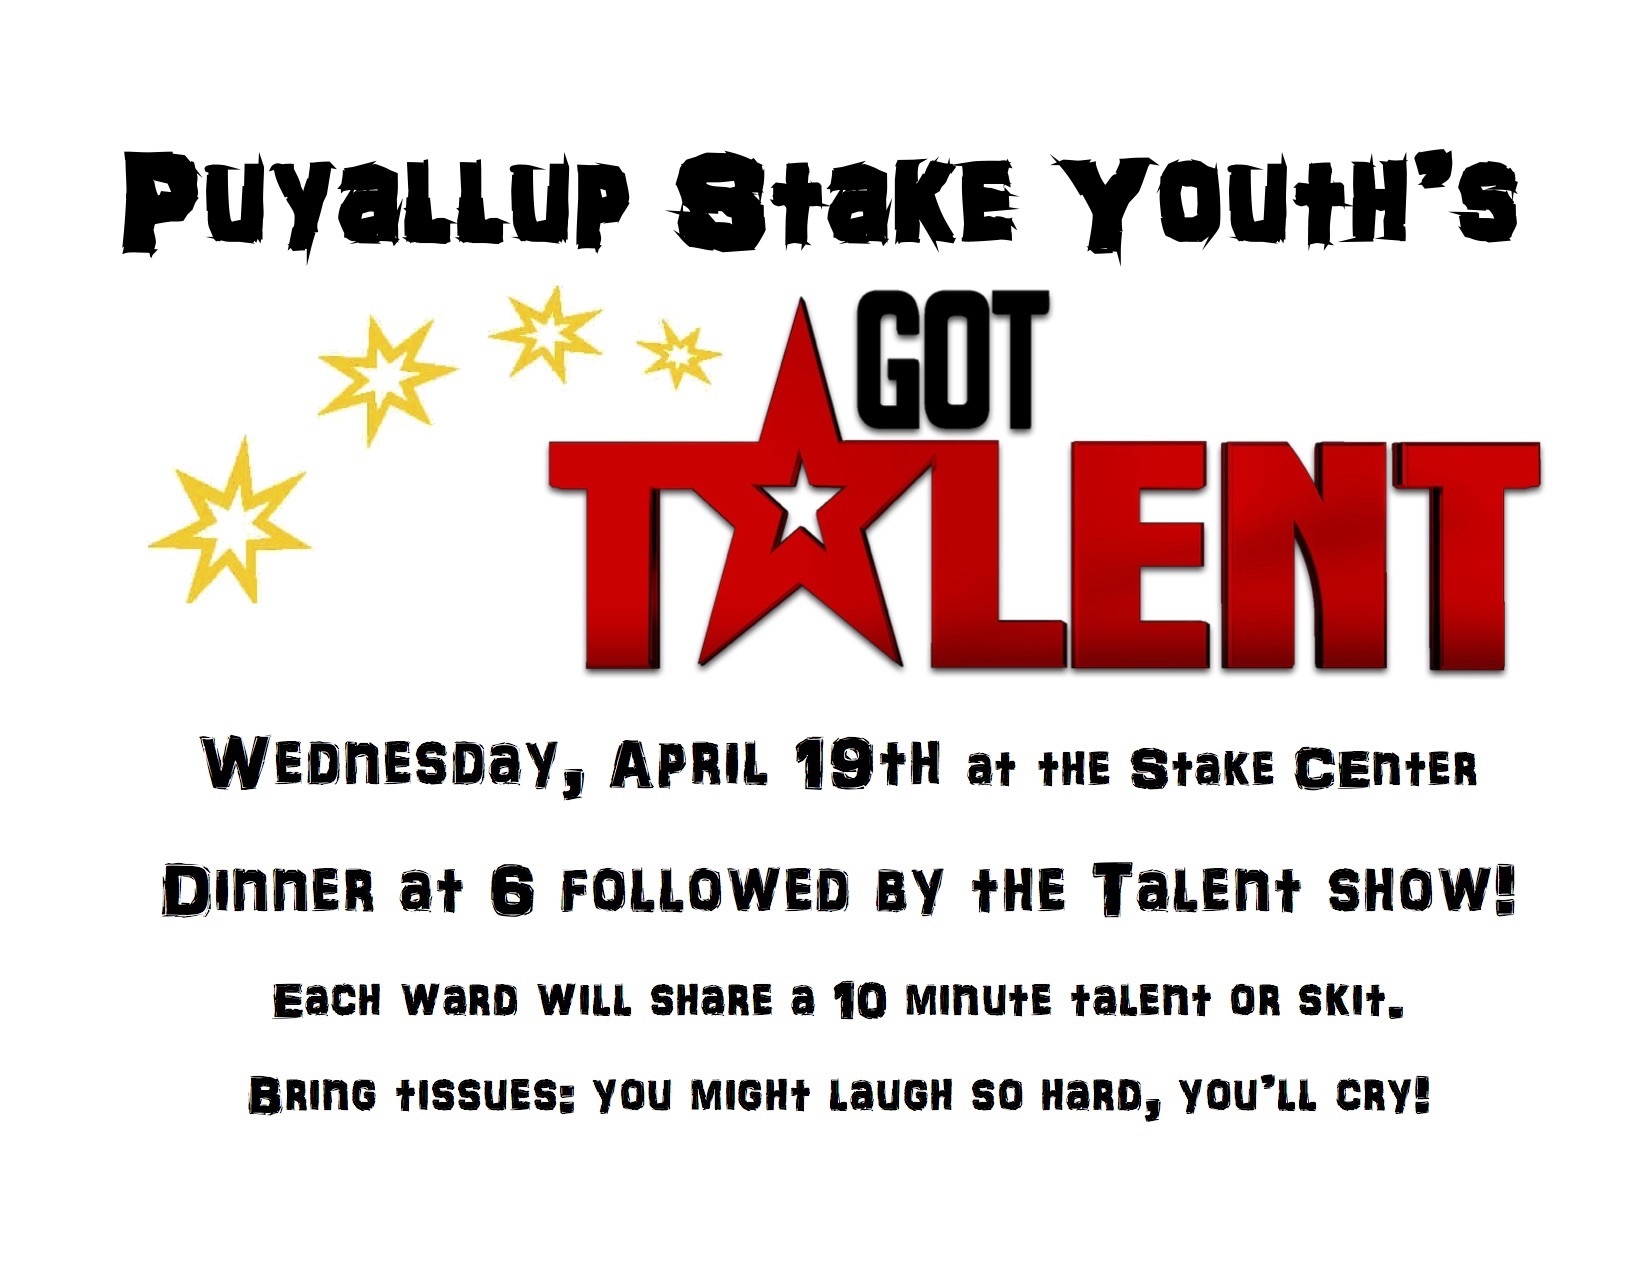 Puyallup Stake Youth's
GOT
TALENT
Wednesday, April 19th at the Stake Center
Dinner at 6 followed by the Talent show!
Each ward will share a 10 minute talent or skit.
Bring tissues: you might laugh so hard, you'll cry!